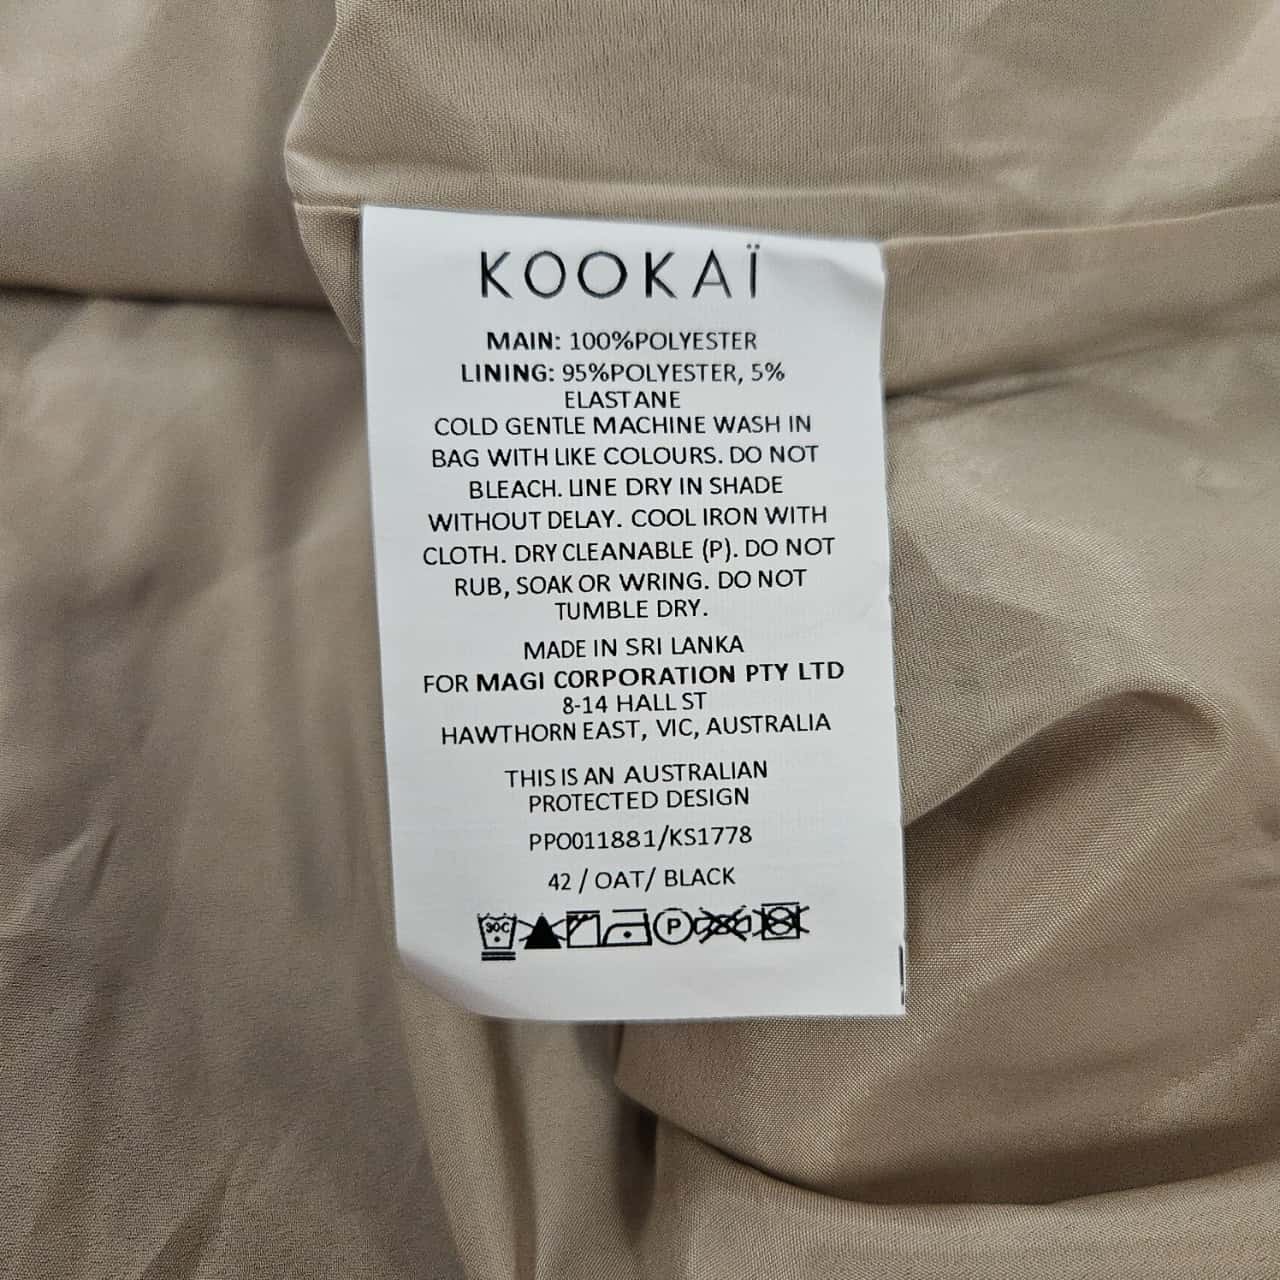 KOOKAÏ
MAIN: 100%POLYESTER
LINING: 95%POLYESTER, 5%
ELASTANE
COLD GENTLE MACHINE WASH IN
BAG WITH LIKE COLOURS. DO NOT
BLEACH. LINE DRY IN SHADE
WITHOUT DELAY. COOL IRON WITH
CLOTH. DRY CLEANABLE (P). DO NOT
RUB, SOAK OR WRING. DO NOT
TUMBLE DRY.
MADE IN SRI LANKA
FOR MAGI CORPORATION PTY LTD
8-14 HALL ST
HAWTHORN EAST, VIC, AUSTRALIA
THIS IS AN AUSTRALIAN
PROTECTED DESIGN
PPO011881/KS1778
42 / OAT/ BLACK
30C P